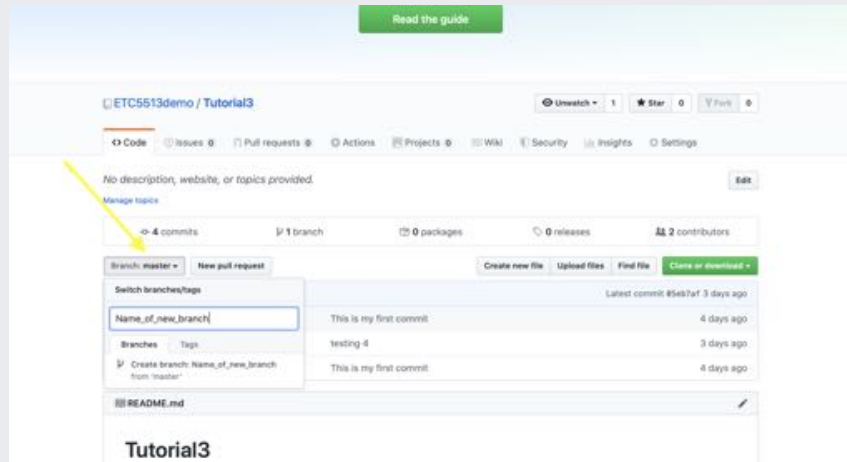 Read the guide
ETC5513demo / Tutorial3
Unwatch 1 Star 0 Fork 0
Code Issues 0 Pull requests 0 Actions Projects 0 Wiki Security Insights Settings
No description, website, or topics provided. Edit
Manage topics
4 commits 1 branch 0 packages 0 releases 2 contributors
Branch: master New pull request Create new file Upload files Find file Clone or download
Switch branches/tags Latest commit 3 days ago
Name_of_new_branch This is my first commit 4 days ago
Branches Tags testing 4 3 days ago
Create branch: Name_of_new_branch This is my first commit 4 days ago
from 'master'
README.md
Tutorial3